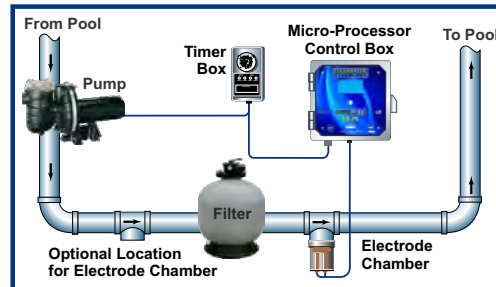 From Pool
Pump
Timer
Box
Micro-Processor
Control Box
To Pool
Filter
Optional Location
for Electrode Chamber
Electrode
Chamber